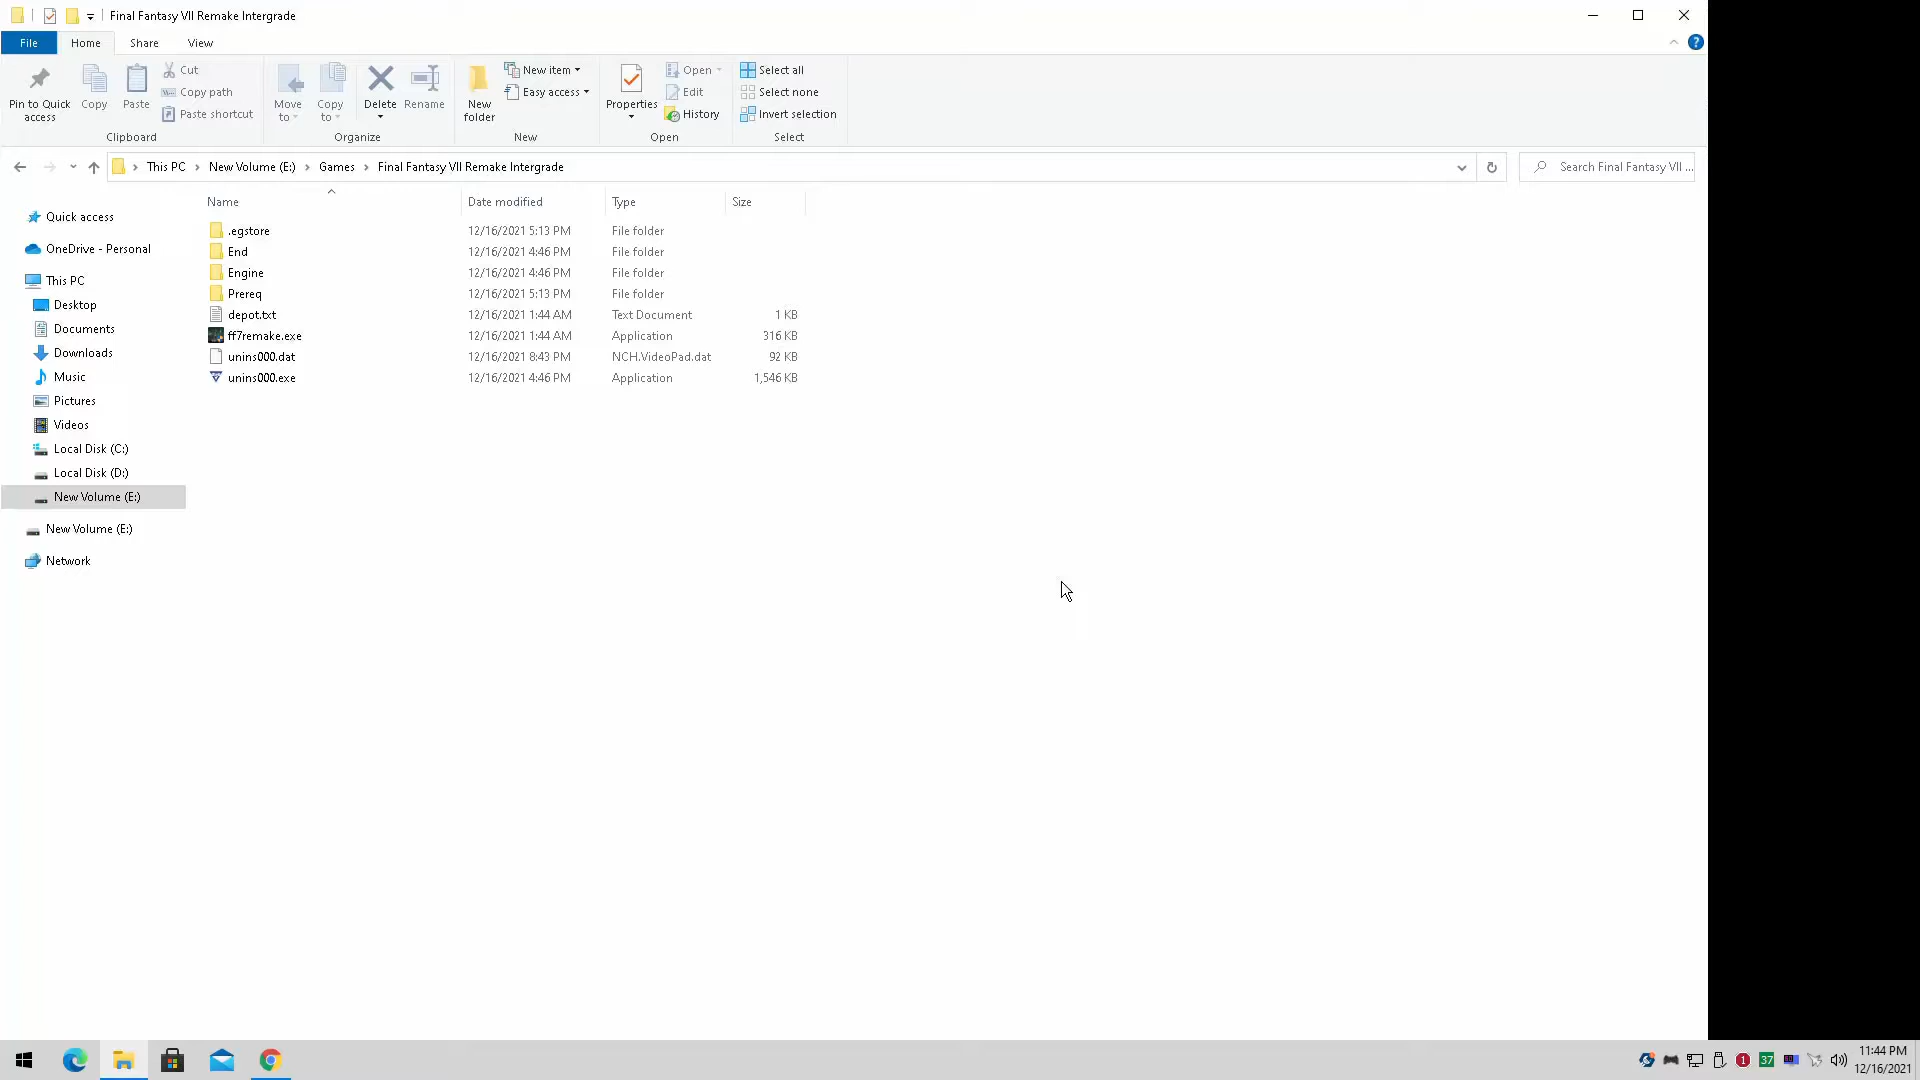 Final Fantasy VII Remake Intergrade
File Home Share View
Pin to Quick access
Copy
Paste
Cut
Copy path
Paste shortcut
Clipboard
Move to
Copy to
Delete
Rename
Organize
New folder
New item
Easy access
New
Properties
Open
Edit
History
Open
Select all
Select none
Invert selection
Select
This PC > New Volume (E:) > Games > Final Fantasy VII Remake Intergrade
Search Final Fantasy VII ...
Quick access
OneDrive - Personal
This PC
Desktop
Documents
Downloads
Music
Pictures
Videos
Local Disk (C:)
Local Disk (D:)
New Volume (E:)
New Volume (E:)
Network
Name Date modified Type Size
.egstore 12/16/2021 5:13 PM File folder
End 12/16/2021 4:46 PM File folder
Engine 12/16/2021 4:46 PM File folder
Prereq 12/16/2021 5:13 PM File folder
depot.txt 12/16/2021 1:44 AM Text Document 1 KB
ff7remake.exe 12/16/2021 1:44 AM Application 316 KB
unins000.dat 12/16/2021 8:43 PM NCH.VideoPad.dat 92 KB
unins000.exe 12/16/2021 4:46 PM Application 1,546 KB
1
37
11:44 PM
12/16/2021